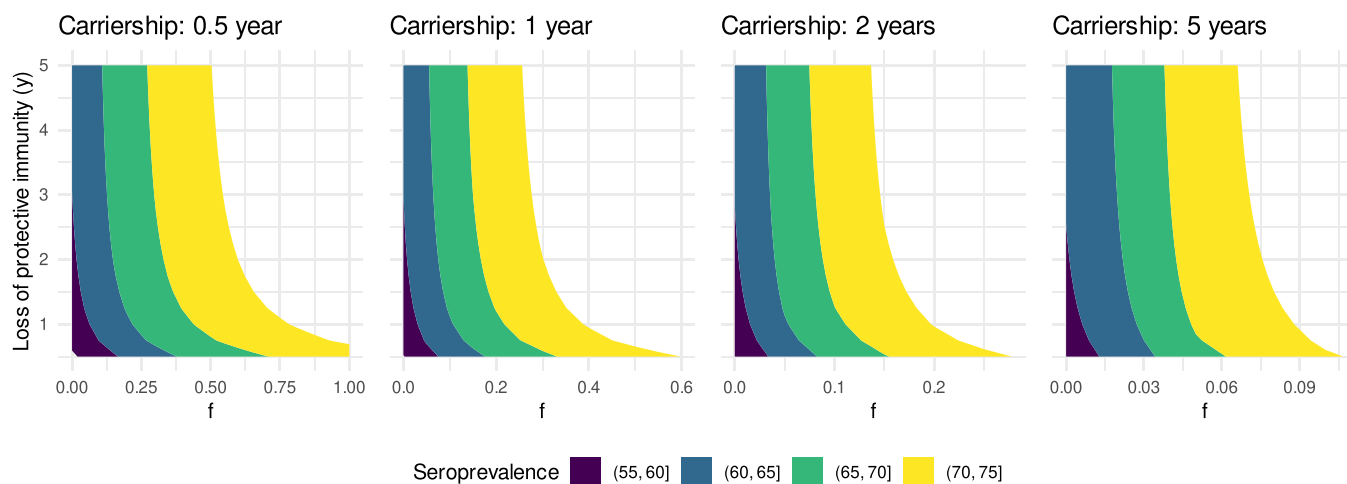 Carriership: 0.5 year
Carriership: 1 year
Carriership: 2 years
Carriership: 5 years
Loss of protective immunity (y)
5
4
3
2
1
0.00 0.25 0.50 0.75 1.00
0.0 0.2 0.4 0.6
0.0 0.1 0.2
0.00 0.03 0.06 0.09
f
f
f
f
Seroprevalence (55, 60] (60, 65] (65, 70] (70, 75]